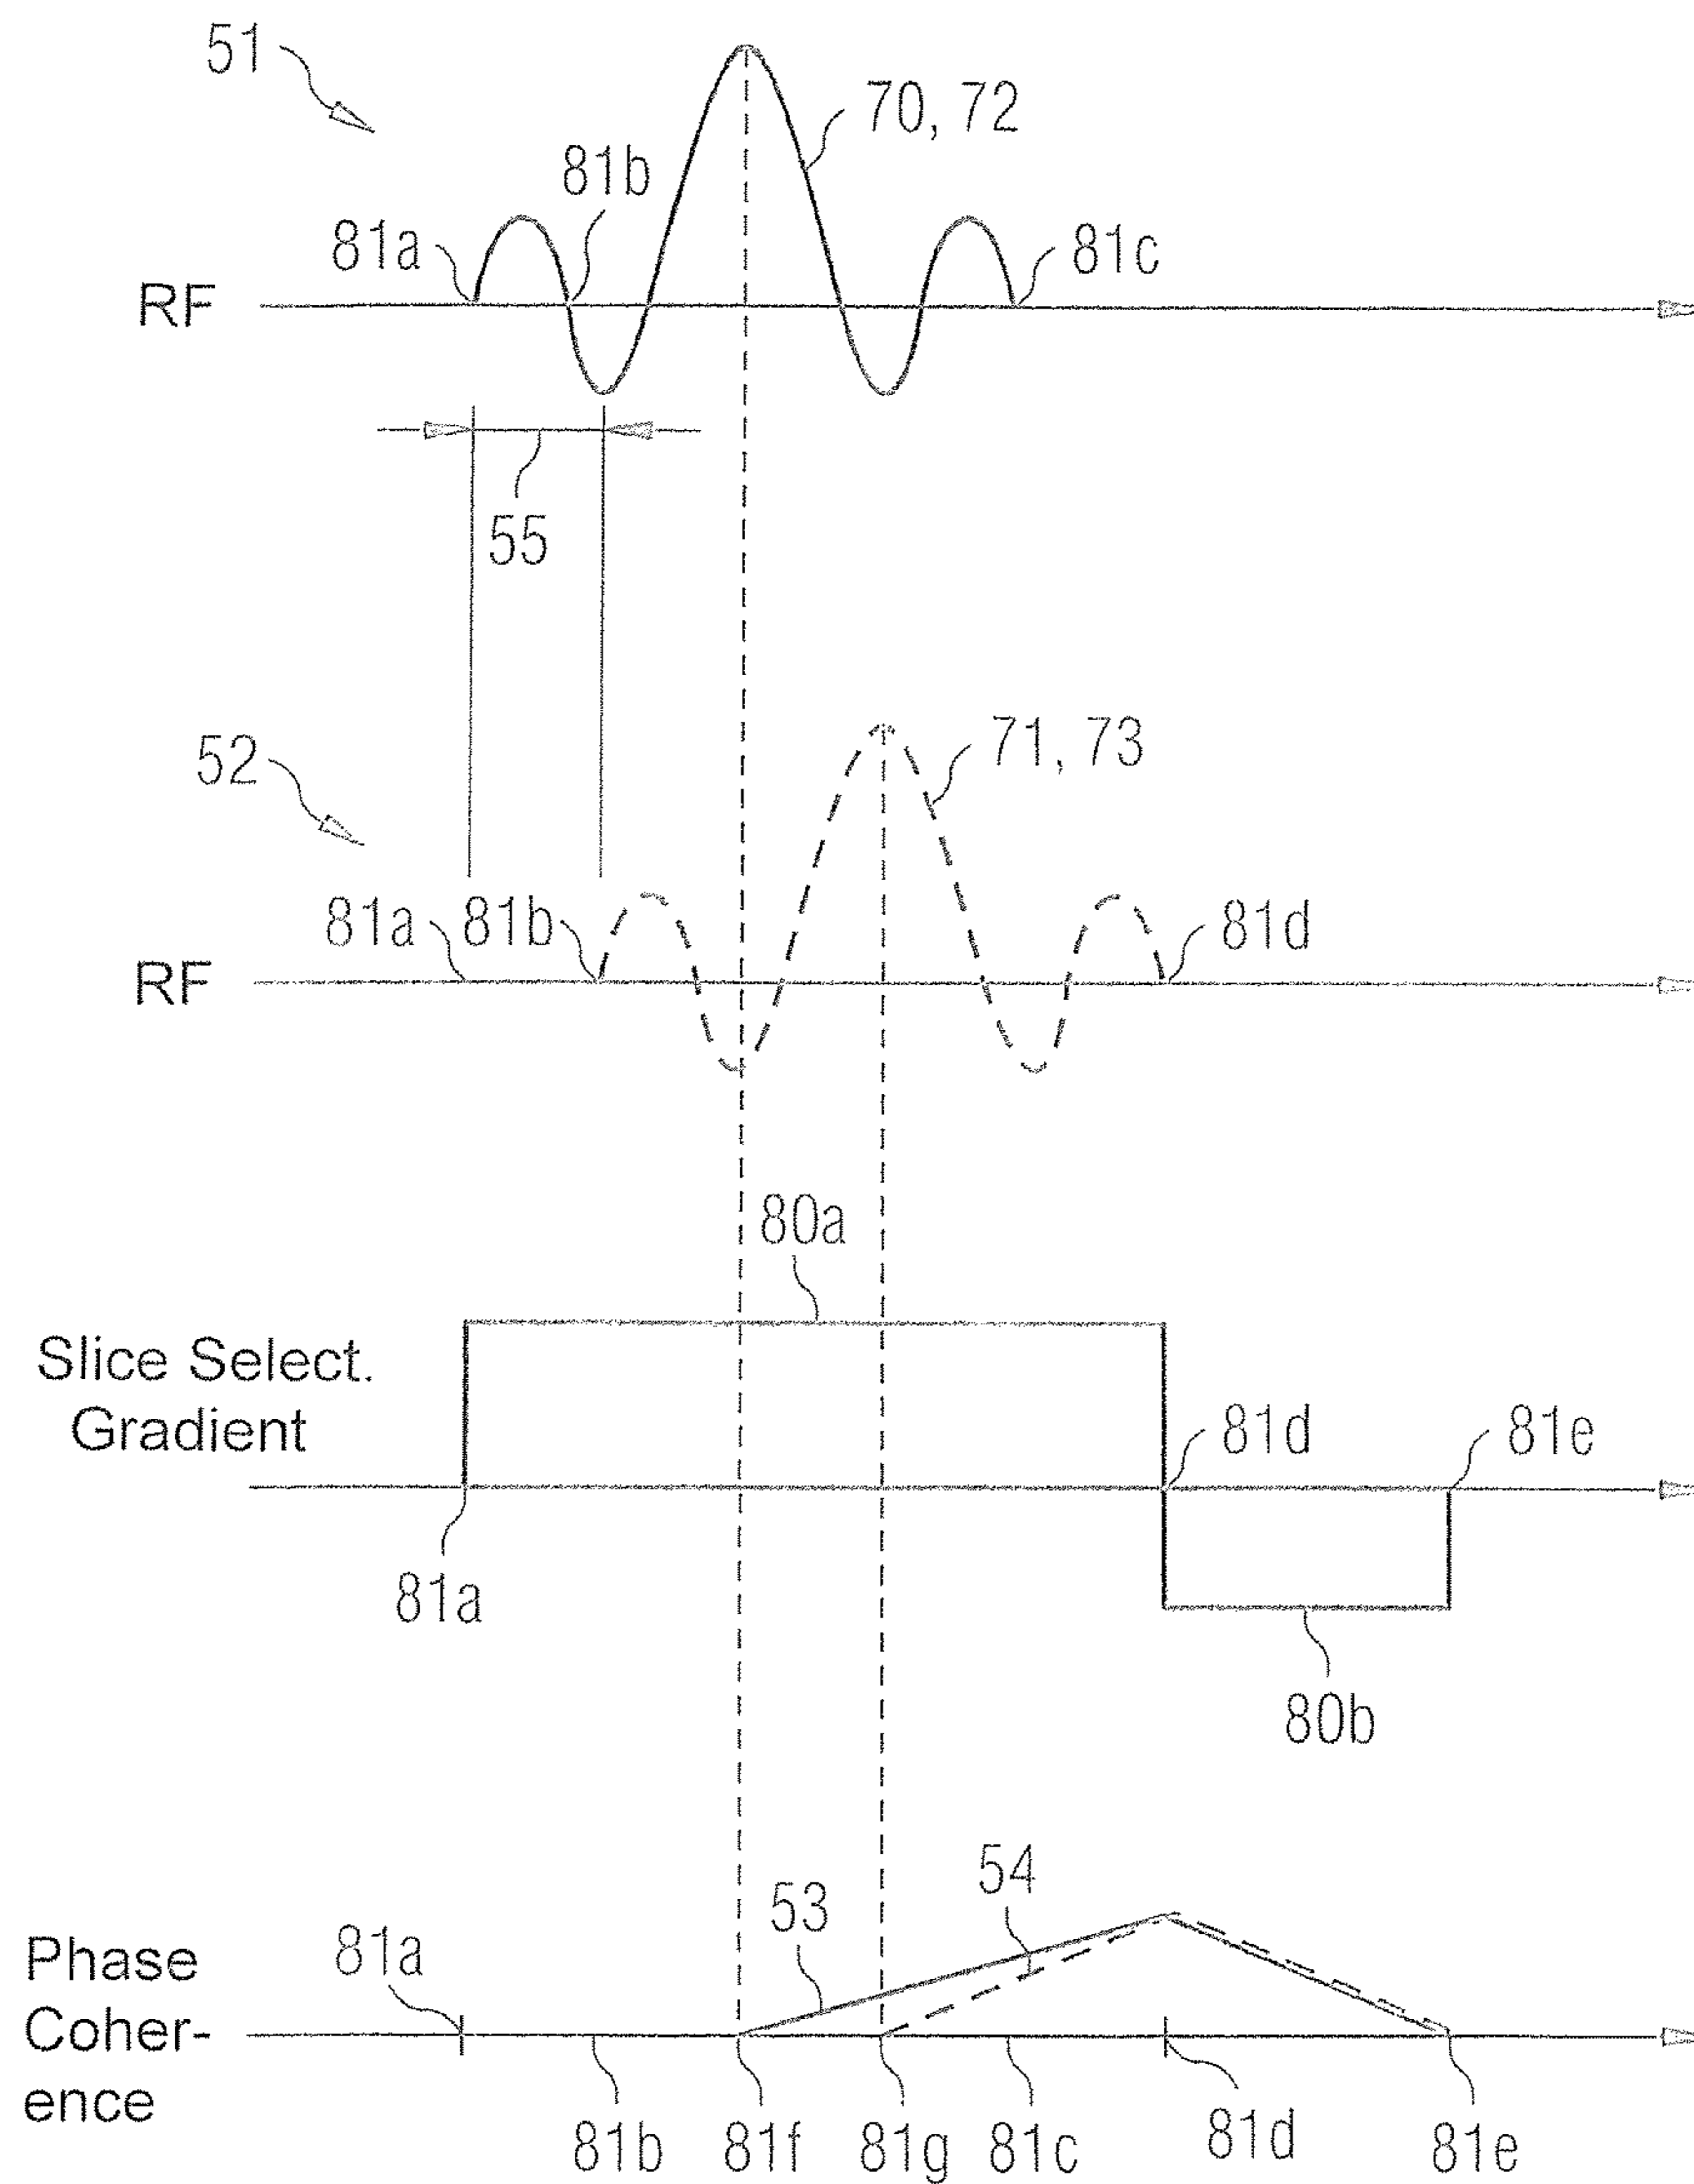 51
70, 72
81b
81a
81c
RF
55
71, 73
52
81a
81b
81d
RF
80a
Slice Select.
Gradient
81d
81e
81a
80b
54
53
81a
Phase
Coher-
ence
81b
81f
81g
81c
81d
81e